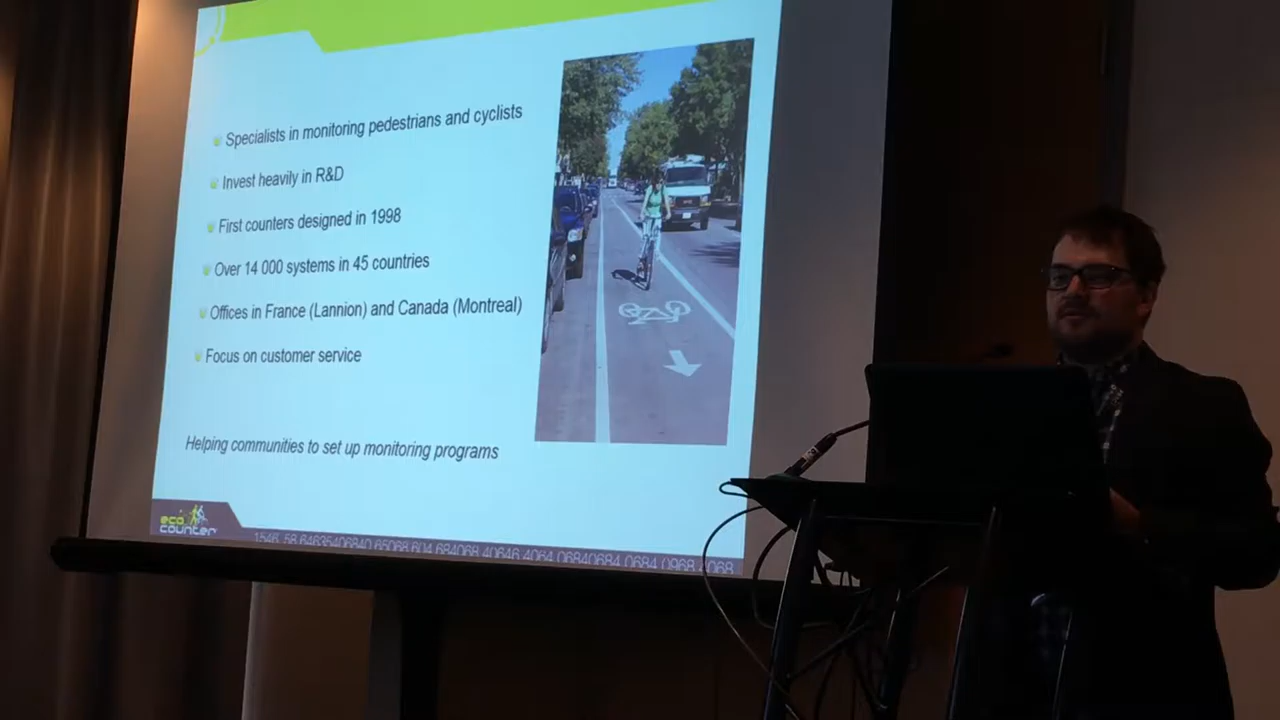 Specialists in monitoring pedestrians and cyclists
Invest heavily in R&D
First counters designed in 1998
Over 14 000 systems in 45 countries
Offices in France (Lannion) and Canada (Montreal)
Focus on customer service
Helping communities to set up monitoring programs
eco
counter